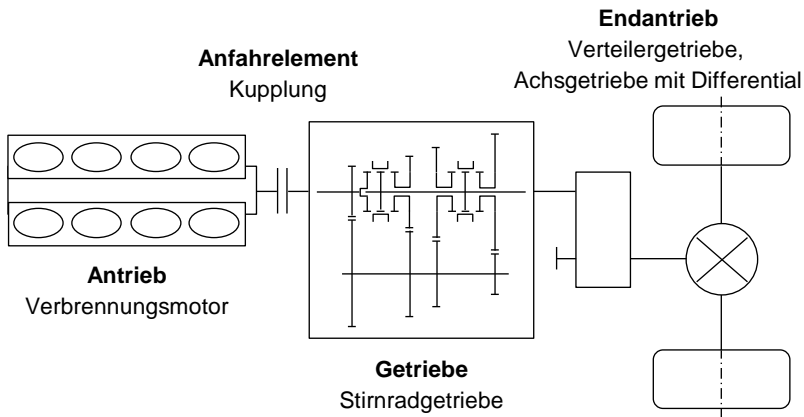 Endantrieb
Verteilergetriebe,
Achsgetriebe mit Differential
Anfahrelement
Kupplung
Antrieb
Verbrennungsmotor
Getriebe
Stirnradgetriebe